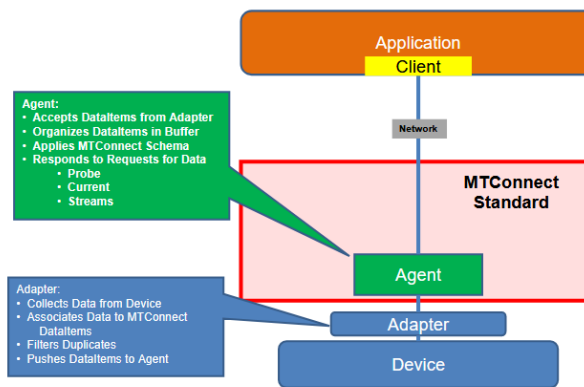 Application
Client
Agent:
• Accepts DataItems from Adapter
• Organizes DataItems in Buffer
• Applies MTConnect Schema
• Responds to Requests for Data
• Probe
• Current
• Streams
Network
MTConnect
Standard
Agent
Adapter:
• Collects Data from Device
• Associates Data to MTConnect
DataItems
• Filters Duplicates
• Pushes DataItems to Agent
Adapter
Device